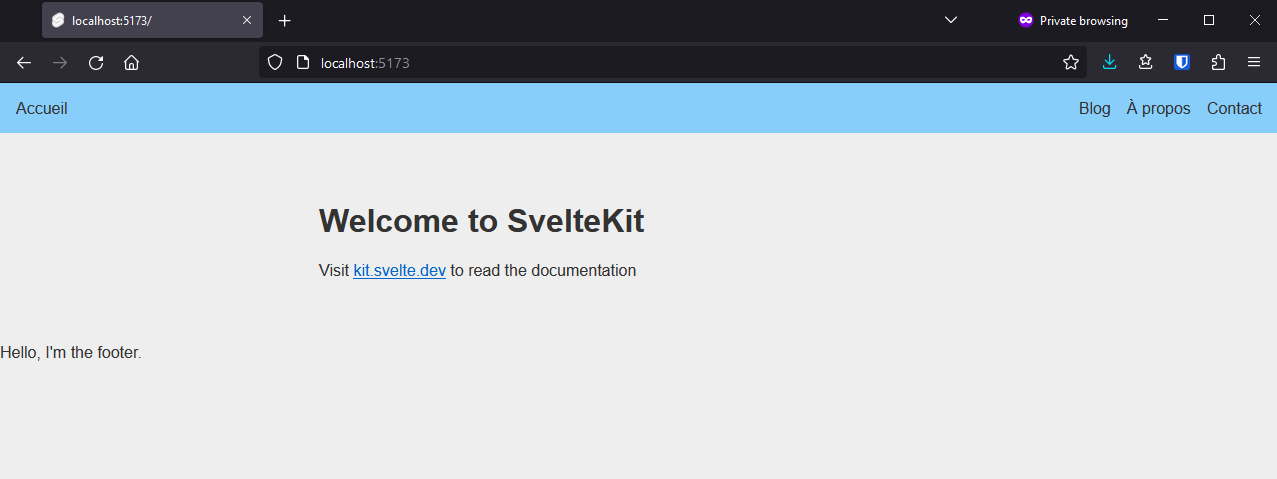 localhost:5173/
Private browsing
localhost:5173
Accueil
Blog À propos Contact
Welcome to SvelteKit
Visit kit.svelte.dev to read the documentation
Hello, I'm the footer.